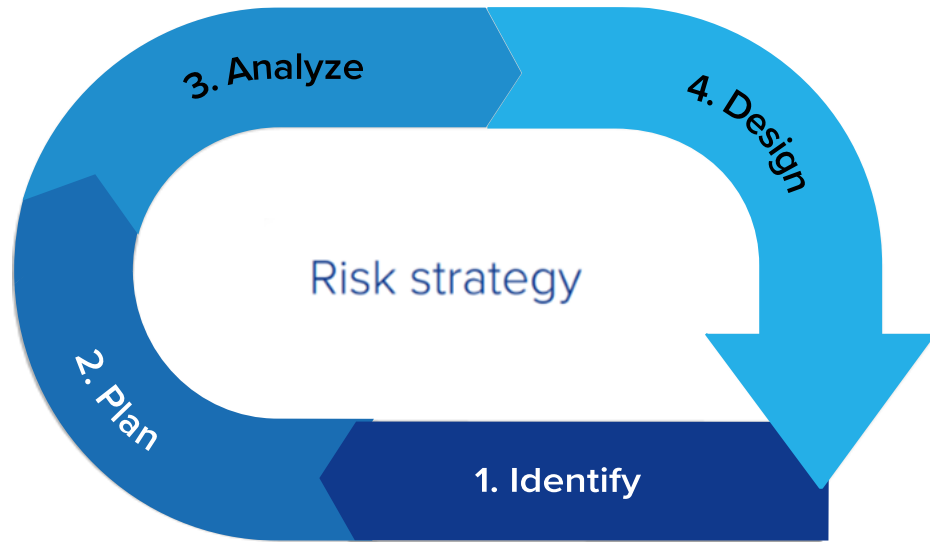 3. Analyze
4. Design
Risk strategy
2. Plan
1. Identify